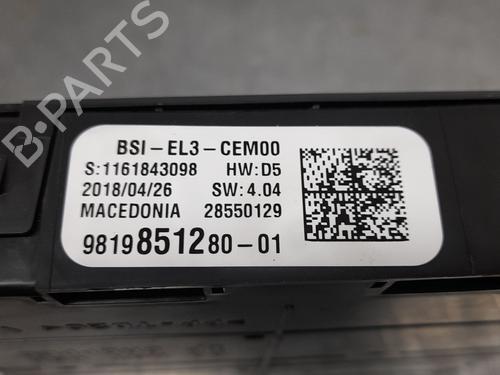 B-PARTS
BSI-EL3-CEM00
S:1161843098 HW:D5
2018/04/26 SW:4.04
MACEDONIA 28550129
9819851280-01